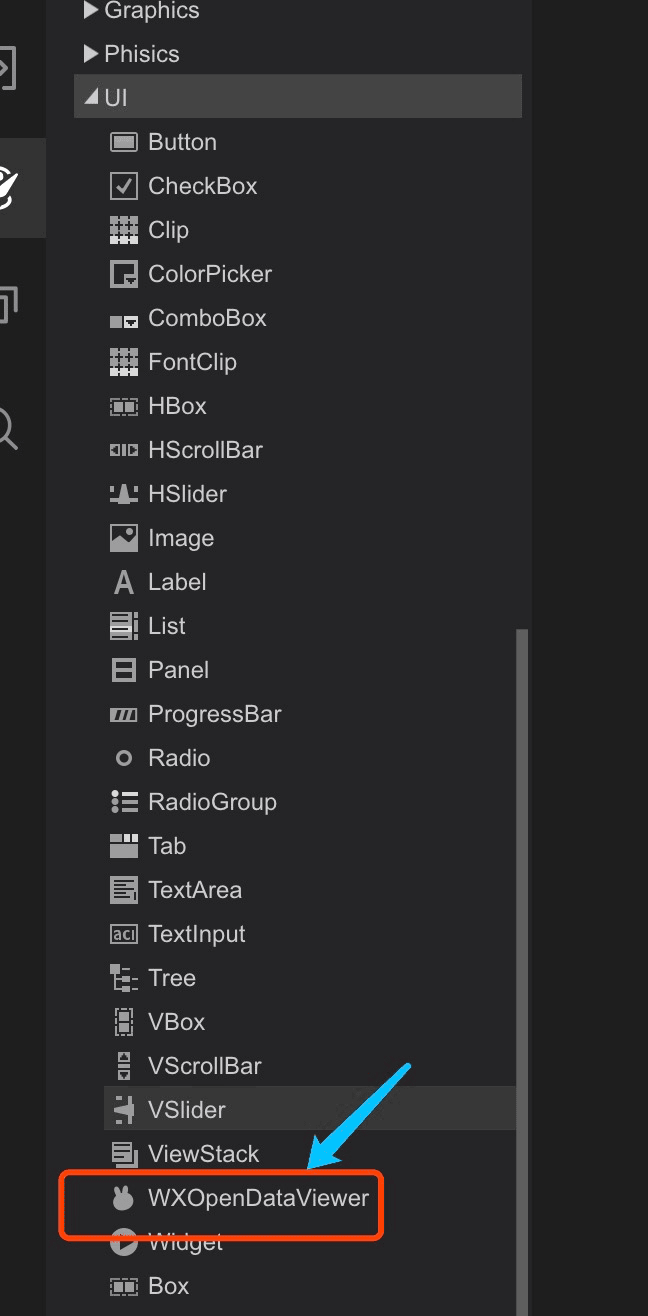 Graphics
Phisics
UI
Button
CheckBox
Clip
ColorPicker
ComboBox
FontClip
HBox
HScrollBar
HSlider
Image
Label
List
Panel
ProgressBar
Radio
RadioGroup
Tab
TextArea
TextInput
Tree
VBox
VScrollBar
VSlider
ViewStack
WXOpenDataViewer
Widget
Box